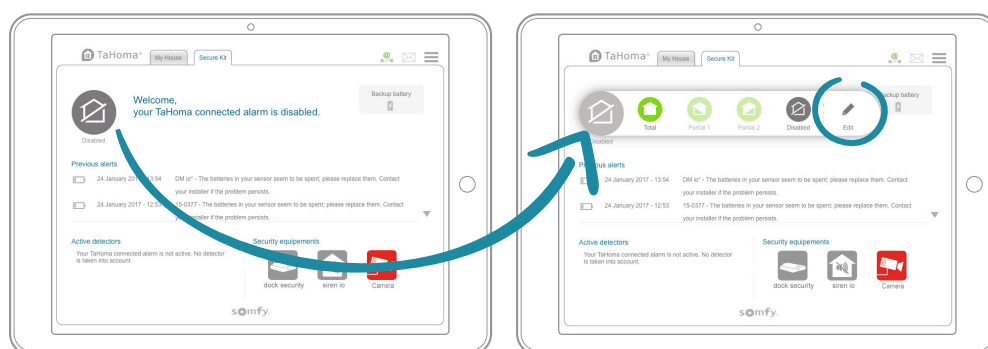 TaHoma®
My House
Secure Kit
@
Welcome,
your TaHoma connected alarm is disabled.
Backup battery
Disabled
Previous alerts
24 January 2017 - 13:54 DM io° - The batteries in your sensor seem to be spent; please replace them. Contact
your installer if the problem persists.
24 January 2017 - 12:53 15-0377 - The batteries in your sensor seem to be spent; please replace them. Contact
your installer if the problem persists.
Active detectors
Your TaHoma connected alarm is not active. No detector
is taken into account.
Security equipements
dock security
siren io
Camera
somfy.
TaHoma®
My House
Secure Kit
@
Backup battery
Disabled
Total
Partial 1
Partial 2
Disabled
Edit
Previous alerts
24 January 2017 - 13:54 DM io° - The batteries in your sensor seem to be spent; please replace them. Contact
your installer if the problem persists.
24 January 2017 - 12:53 15-0377 - The batteries in your sensor seem to be spent; please replace them. Contact
your installer if the problem persists.
Active detectors
Your TaHoma connected alarm is not active. No detector
is taken into account.
Security equipements
dock security
siren io
Camera
somfy.